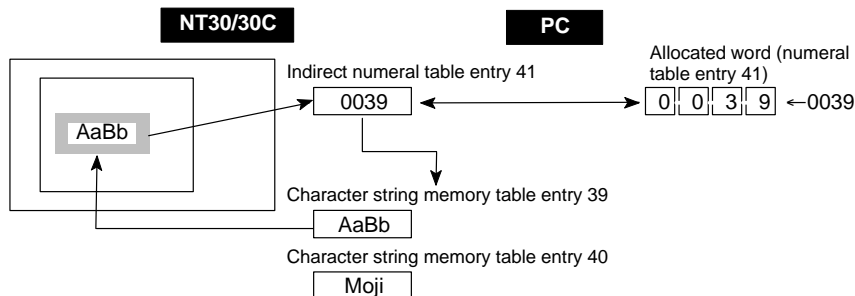 NT30/30C
PC
Allocated word (numeral
table entry 41)
Indirect numeral table entry 41
0039
0 0 3 9 ←0039
AaBb
Character string memory table entry 39
AaBb
Character string memory table entry 40
Moji